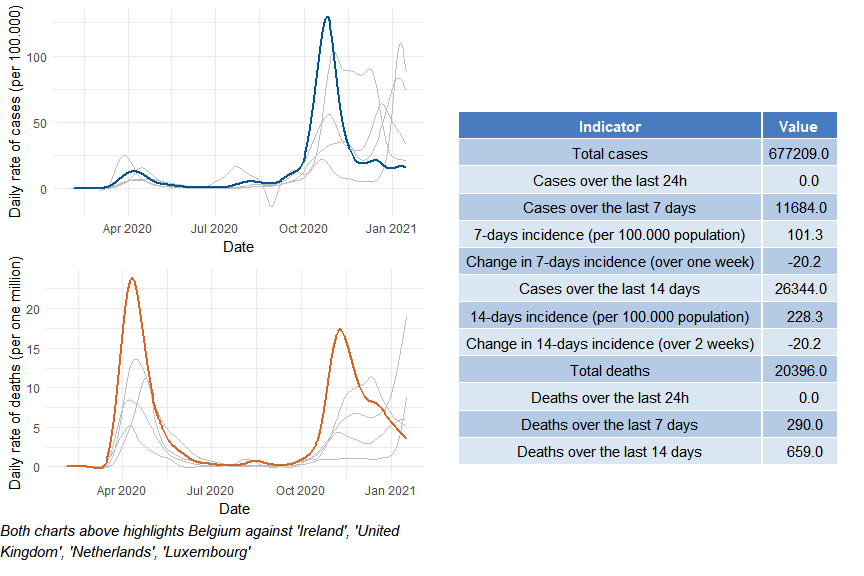 Daily rate of cases (per 100.000)
100
50
0
Apr 2020 Jul 2020 Oct 2020 Jan 2021
Date
Daily rate of deaths (per one million)
20
15
10
5
0
Apr 2020 Jul 2020 Oct 2020 Jan 2021
Date
Both charts above highlights Belgium against 'Ireland', 'United
Kingdom', 'Netherlands', 'Luxembourg'
Indicator Value
Total cases 677209.0
Cases over the last 24h 0.0
Cases over the last 7 days 11684.0
7-days incidence (per 100.000 population) 101.3
Change in 7-days incidence (over one week) -20.2
Cases over the last 14 days 26344.0
14-days incidence (per 100.000 population) 228.3
Change in 14-days incidence (over 2 weeks) -20.2
Total deaths 20396.0
Deaths over the last 24h 0.0
Deaths over the last 7 days 290.0
Deaths over the last 14 days 659.0